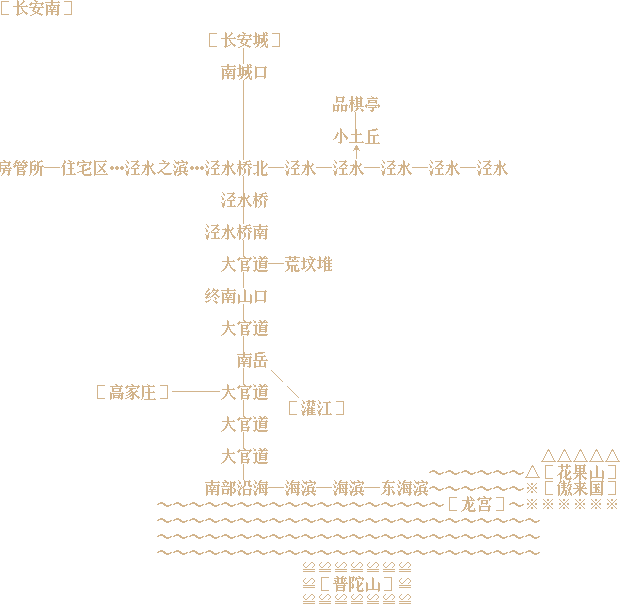 ［长安南］
［长安城］
南城口
品棋亭
小土丘
房管所—住宅区•••泾水之滨•••泾水桥北—泾水—泾水—泾水—泾水—泾水
泾水桥
泾水桥南
大官道—荒坟堆
终南山口
大官道
南岳
［高家庄］——大官道
［灌江］
大官道
大官道
△△△△△
～～～～～～△［花果山］
南部沿海—海滨—海滨—东海滨～～～～～～※［傲来国］
～～～～～～～～～～～～～～～～～～［龙宫］～※※※※※※
～～～～～～～～～～～～～～～～～～～～～～～～
～～～～～～～～～～～～～～～～～～～～～～～～
～～～～～～～～～～～～～～～～～～～～～～～～
≌≌≌≌≌≌≌
≌［普陀山］≌
≌≌≌≌≌≌≌